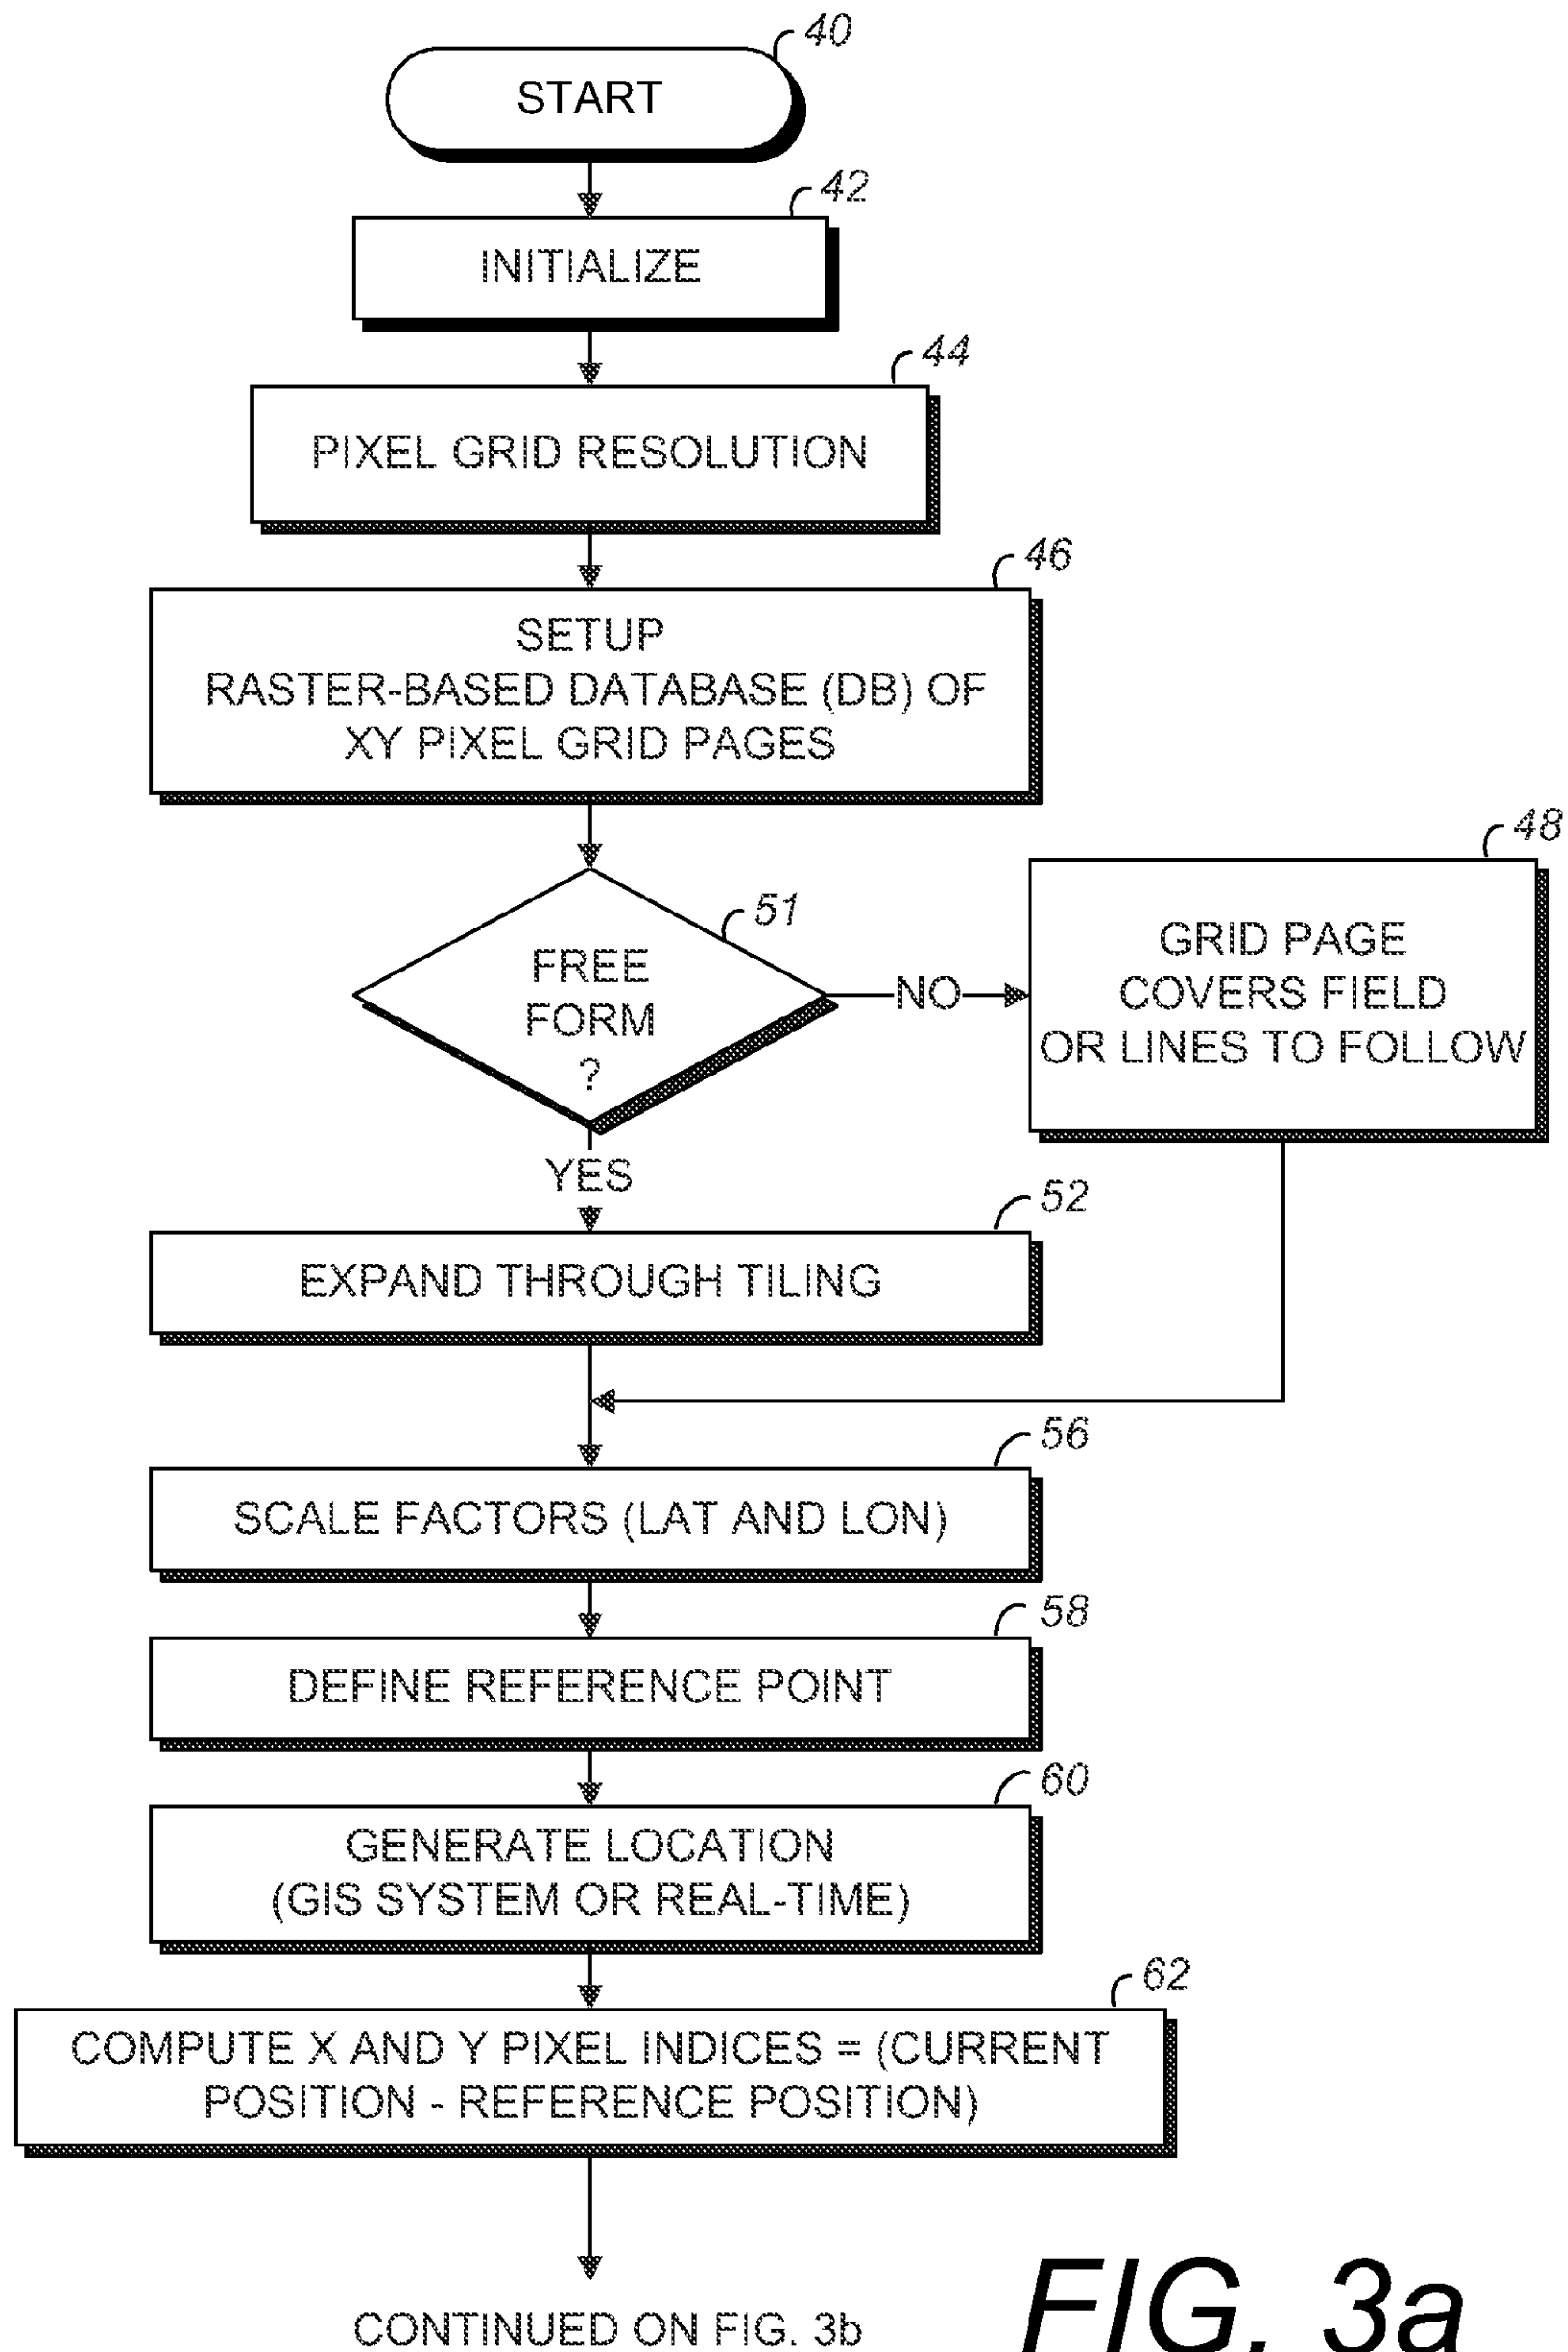 40
START
42
INITIALIZE
44
PIXEL GRID RESOLUTION
46
SETUP
RASTER-BASED DATABASE (DB) OF
XY PIXEL GRID PAGES
51
FREE
FORM
?
NO
48
GRID PAGE
COVERS FIELD
OR LINES TO FOLLOW
YES
52
EXPAND THROUGH TILING
56
SCALE FACTORS (LAT AND LON)
58
DEFINE REFERENCE POINT
60
GENERATE LOCATION
(GIS SYSTEM OR REAL-TIME)
62
COMPUTE X AND Y PIXEL INDICES = (CURRENT
POSITION - REFERENCE POSITION)
CONTINUED ON FIG. 3b
FIG. 3a